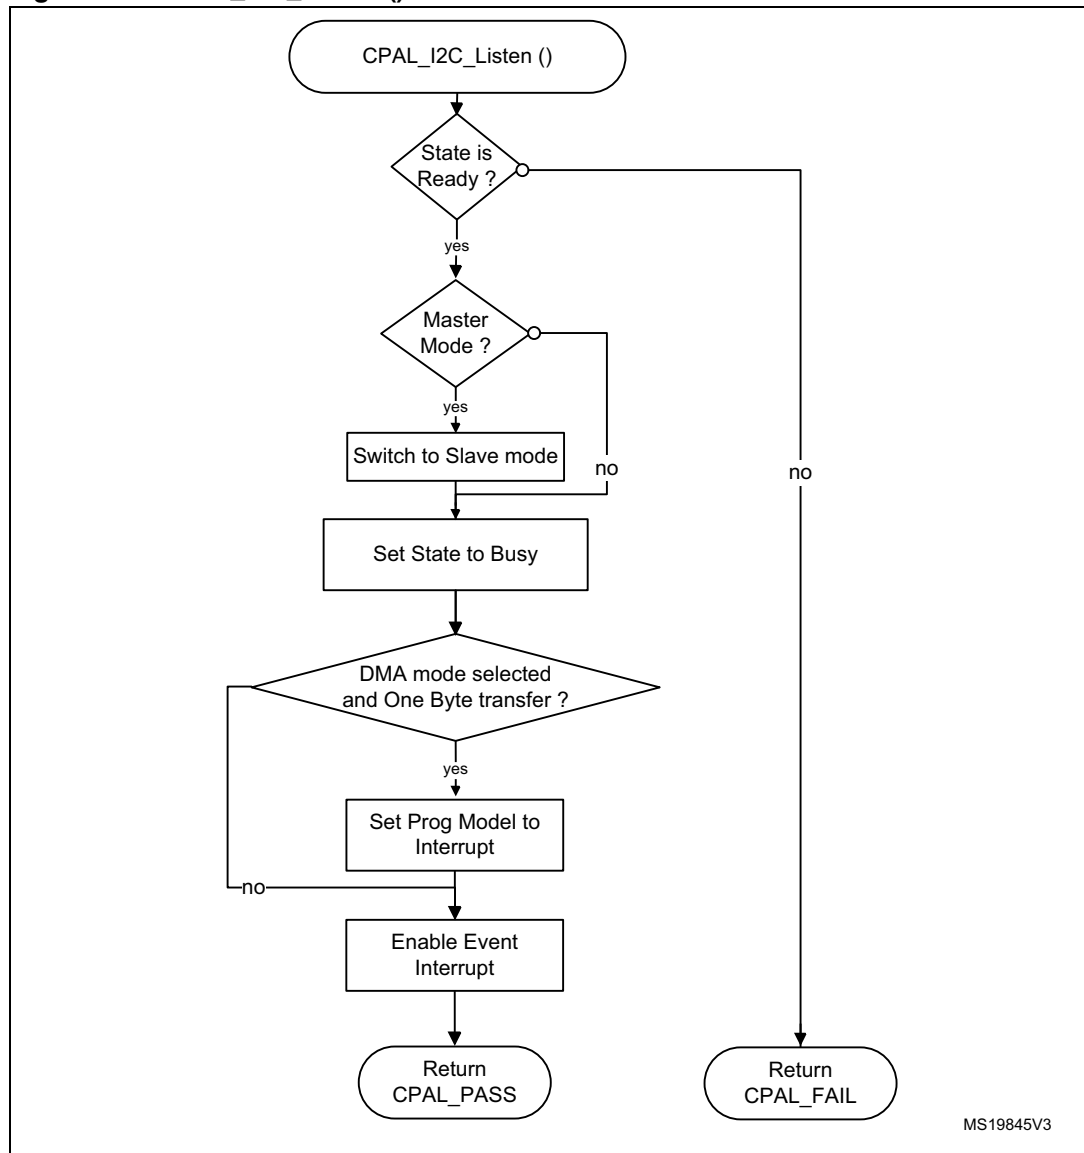 CPAL_I2C_Listen ()
State is
Ready ?
yes
Master
Mode ?
yes
Switch to Slave mode
no
no
Set State to Busy
DMA mode selected
and One Byte transfer ?
yes
Set Prog Model to
Interrupt
no
Enable Event
Interrupt
Return
CPAL_PASS
Return
CPAL_FAIL
MS19845V3